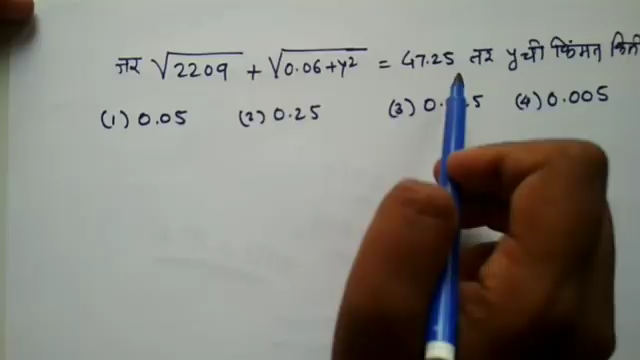 जर √2209 + √0.06+y² = 47.25 तर y ची किंमत
(1) 0.05 (2) 0.25 (3) (4) 0.005